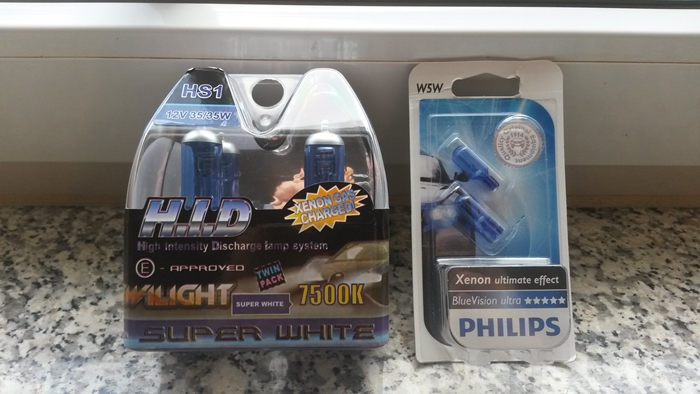 HS1
12V 35/35W
XENON GAS
CHARGED!
H.I.D
High Intensity Discharge lamp system
E - APPROVED
TWIN
PACK
SUPER WHITE
7500K
SUPER WHITE
W5W
Xenon ultimate effect
BlueVision ultra ★★★★★
PHILIPS